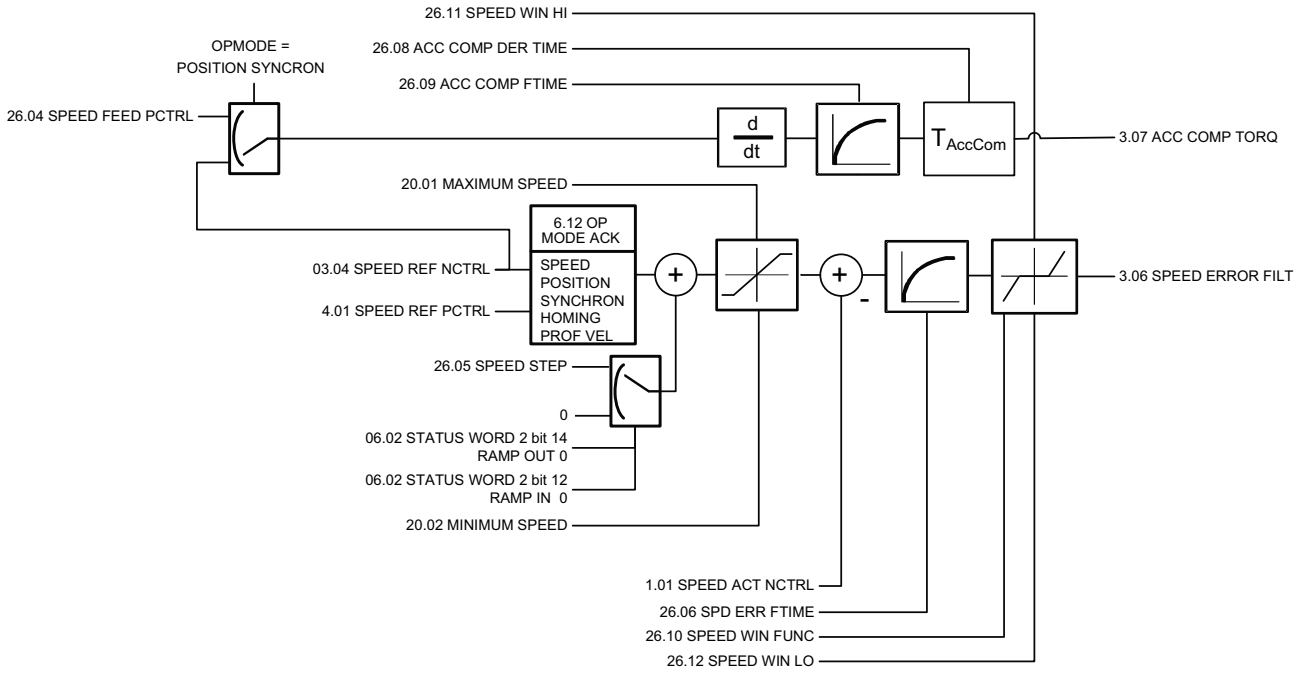 26.11 SPEED WIN HI
OPMODE =
POSITION SYNCRON
26.08 ACC COMP DER TIME
26.09 ACC COMP FTIME
26.04 SPEED FEED PCTRL
d
dt
TAccCom
3.07 ACC COMP TORQ
20.01 MAXIMUM SPEED
6.12 OP
MODE ACK
03.04 SPEED REF NCTRL
4.01 SPEED REF PCTRL
SPEED
POSITION
SYNCHRON
HOMING
PROF VEL
+
+
-
3.06 SPEED ERROR FILT
26.05 SPEED STEP
0
06.02 STATUS WORD 2 bit 14
RAMP OUT 0
06.02 STATUS WORD 2 bit 12
RAMP IN 0
20.02 MINIMUM SPEED
1.01 SPEED ACT NCTRL
26.06 SPD ERR FTIME
26.10 SPEED WIN FUNC
26.12 SPEED WIN LO